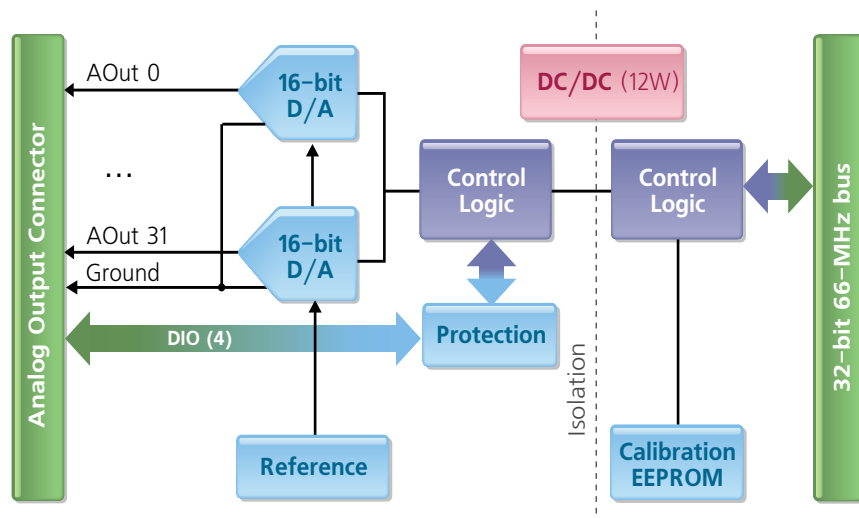 Analog Output Connector
AOut 0
...
AOut 31
Ground
DIO (4)
16-bit
D/A
16-bit
D/A
Reference
Control
Logic
Protection
DC/DC (12W)
Isolation
Control
Logic
Calibration
EEPROM
32-bit 66-MHz bus